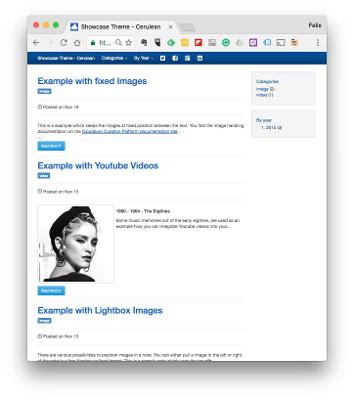 Showcase Theme - Cerulean
Felix
ht...
Showcase Theme - Cerulean Categories By Year
Example with fixed Images
image
Posted on Nov 18
This is a example which keeps the images at fixed position between the text. You find the image handling
documentation on the Cloudburo Curation Platform documentation site
...
Read More
Example with Youtube Videos
video
Posted on Nov 15
1980 - 1984 - The Eighties
Some music memories out of the early eighties, are used as an
example how you can integrate Youtube videos into your...
Read More
Example with Lightbox Images
image
Posted on Nov 15
There are various possibilities to position images in a note: You can either pull a image to the left or right
Categories
image (2)
video (1)
By year
1. 2015 (3)